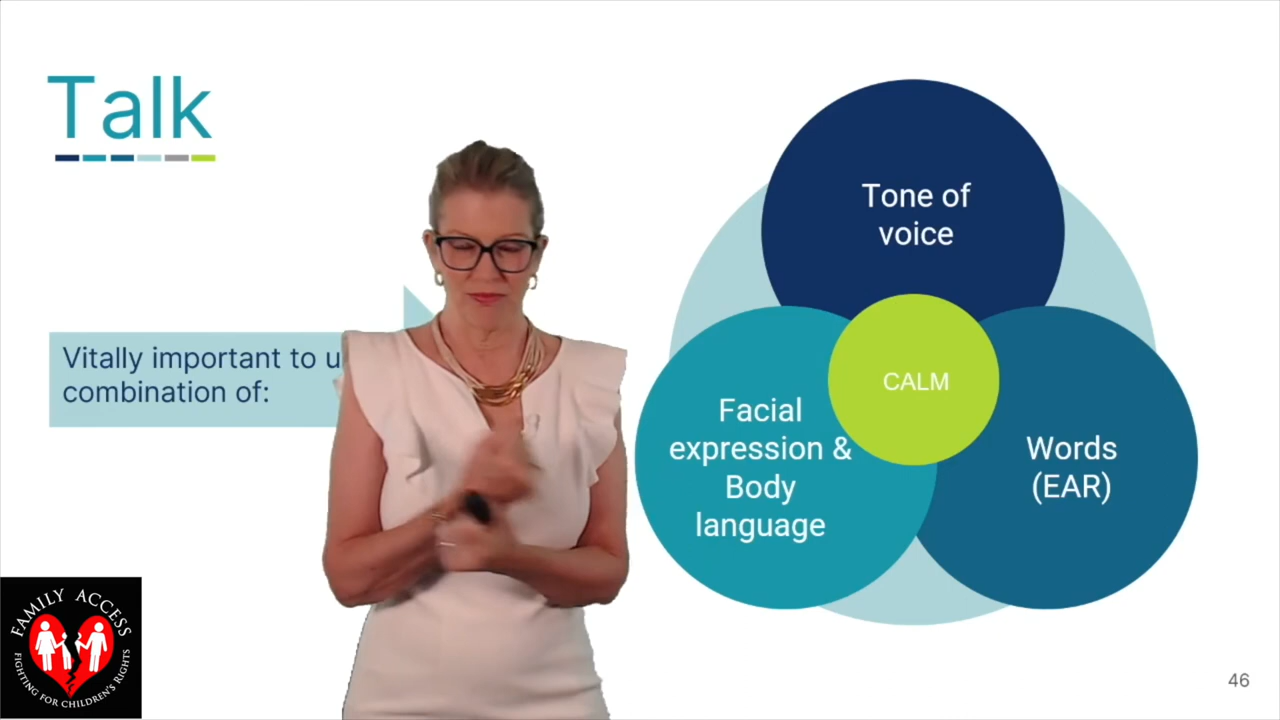 Talk
Vitally important to u
combination of:
Tone of
voice
CALM
Facial
expression &
Body
language
Words
(EAR)
FAMILY ACCESS
FIGHTING FOR CHILDREN'S RIGHTS
46